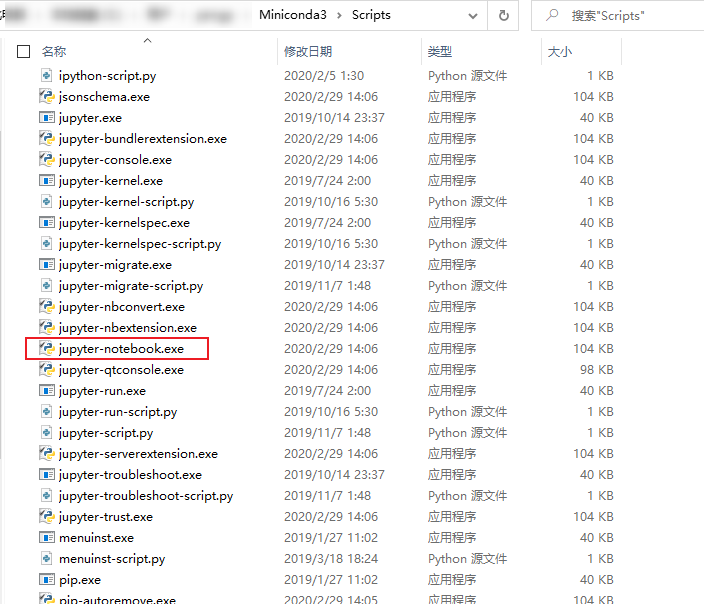 Miniconda3 › Scripts 搜索"Scripts"
名称 修改日期 类型 大小
ipython-script.py 2020/2/5 1:30 Python 源文件 1 KB
jsonschema.exe 2020/2/29 14:06 应用程序 104 KB
jupyter.exe 2019/10/14 23:37 应用程序 40 KB
jupyter-bundlerextension.exe 2020/2/29 14:06 应用程序 104 KB
jupyter-console.exe 2020/2/29 14:06 应用程序 104 KB
jupyter-kernel.exe 2019/7/24 2:00 应用程序 40 KB
jupyter-kernel-script.py 2019/10/16 5:30 Python 源文件 1 KB
jupyter-kernelspec.exe 2019/7/24 2:00 应用程序 40 KB
jupyter-kernelspec-script.py 2019/10/16 5:30 Python 源文件 1 KB
jupyter-migrate.exe 2019/10/14 23:37 应用程序 40 KB
jupyter-migrate-script.py 2019/11/7 1:48 Python 源文件 1 KB
jupyter-nbconvert.exe 2020/2/29 14:06 应用程序 104 KB
jupyter-nbextension.exe 2020/2/29 14:06 应用程序 104 KB
jupyter-notebook.exe 2020/2/29 14:06 应用程序 104 KB
jupyter-qtconsole.exe 2020/2/29 14:06 应用程序 98 KB
jupyter-run.exe 2019/7/24 2:00 应用程序 40 KB
jupyter-run-script.py 2019/10/16 5:30 Python 源文件 1 KB
jupyter-script.py 2019/11/7 1:48 Python 源文件 1 KB
jupyter-serverextension.exe 2020/2/29 14:06 应用程序 104 KB
jupyter-troubleshoot.exe 2019/10/14 23:37 应用程序 40 KB
jupyter-troubleshoot-script.py 2019/11/7 1:48 Python 源文件 1 KB
jupyter-trust.exe 2020/2/29 14:06 应用程序 104 KB
menuinst.exe 2019/1/27 11:02 应用程序 40 KB
menuinst-script.py 2019/3/18 18:24 Python 源文件 1 KB
pip.exe 2019/1/27 11:02 应用程序 40 KB
pip-autoremove.exe 2020/2/29 14:05 应用程序 104 KB